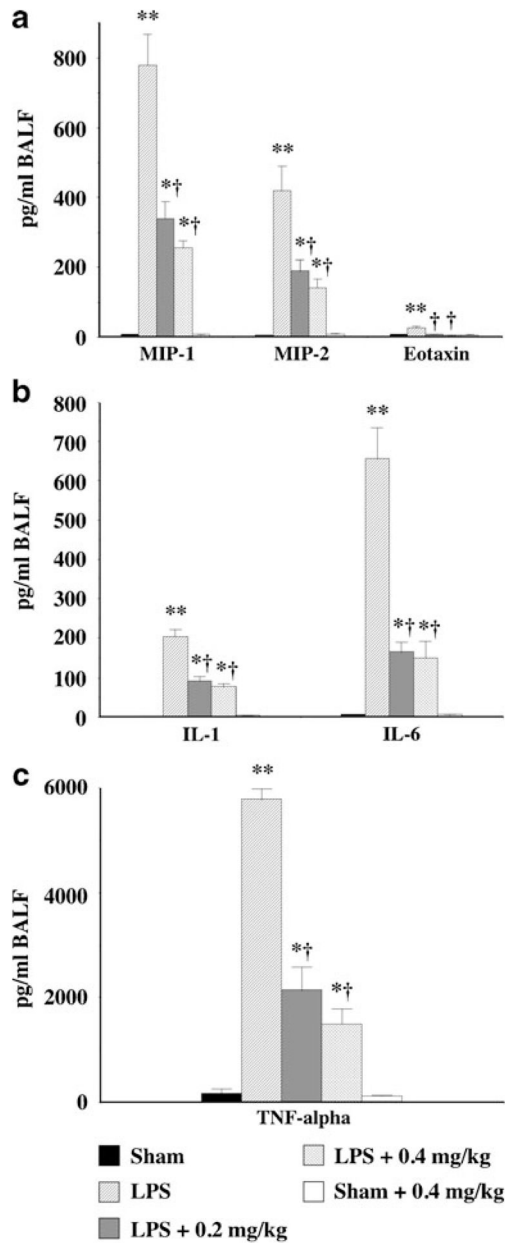 a
**
800
600
**
pg/ml BALF
400
*†
*†
*†
200
*†
** † †
0
MIP-1 MIP-2 Eotaxin
b
800
**
700
600
pg/ml BALF
500
400
300
**
200
*† *†
*† *†
100
0
IL-1 IL-6
c
**
6000
pg/ml BALF
4000
*†
*†
2000
0
TNF-alpha
Sham LPS + 0.4 mg/kg
LPS Sham + 0.4 mg/kg
LPS + 0.2 mg/kg